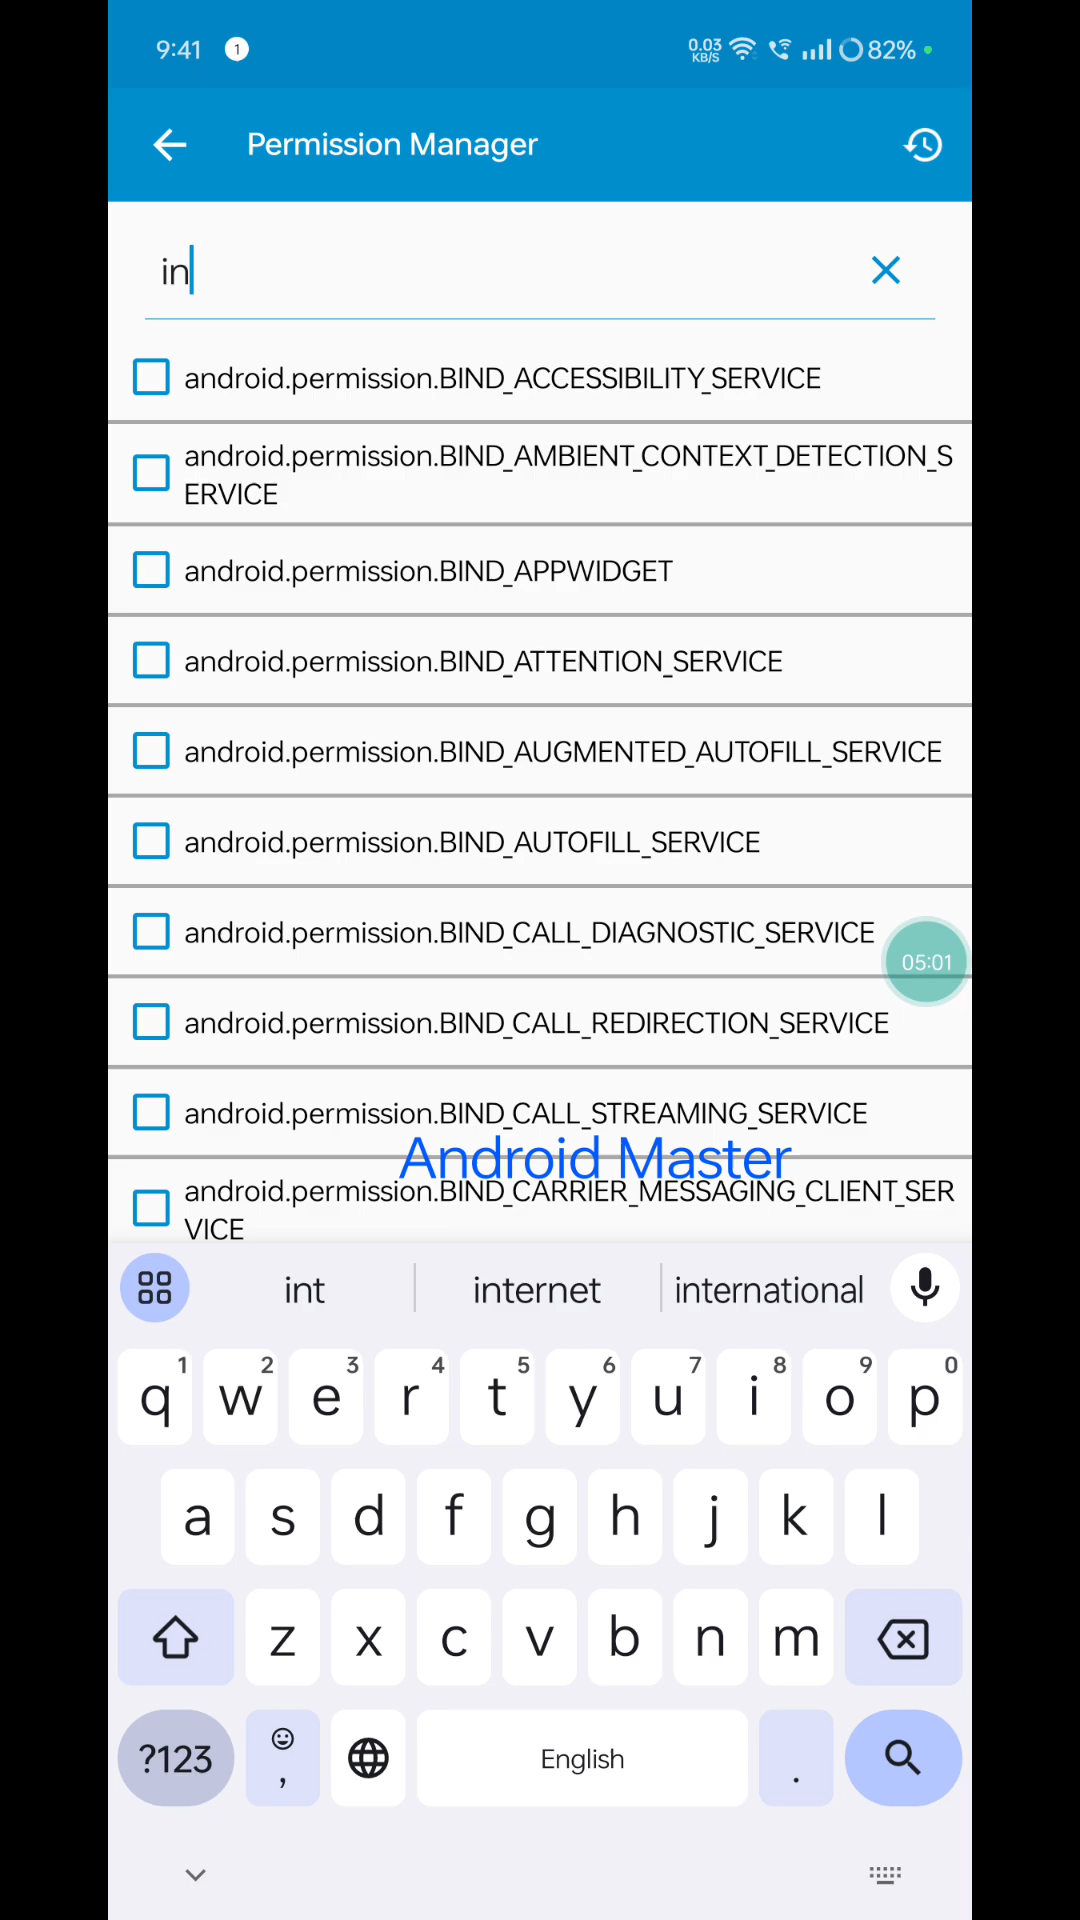 9:41 1 0.03 KB/S 82%
Permission Manager
in
android.permission.BIND_ACCESSIBILITY_SERVICE
android.permission.BIND_AMBIENT_CONTEXT_DETECTION_S
ERVICE
android.permission.BIND_APPWIDGET
android.permission.BIND_ATTENTION_SERVICE
android.permission.BIND_AUGMENTED_AUTOFILL_SERVICE
android.permission.BIND_AUTOFILL_SERVICE
android.permission.BIND_CALL_DIAGNOSTIC_SERVICE
05:01
android.permission.BIND_CALL_REDIRECTION_SERVICE
android.permission.BIND_CALL_STREAMING_SERVICE
Android Master
android.permission.BIND_CARRIER_MESSAGING_CLIENT_SER
VICE
int internet international
1 2 3 4 5 6 7 8 9 0
q w e r t y u i o p
a s d f g h j k l
z x c v b n m
?123 , English .